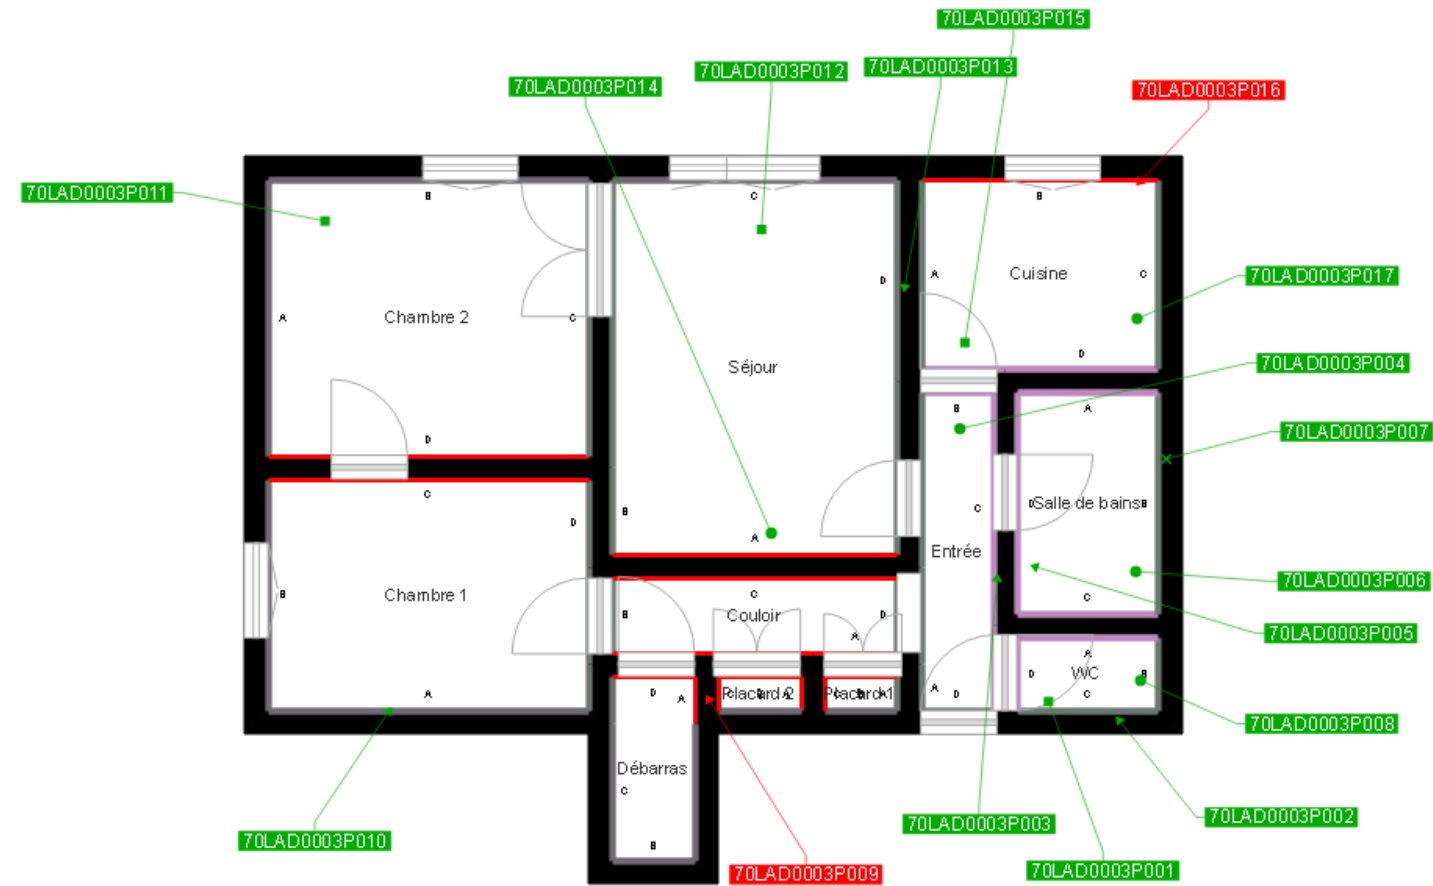 70LAD0003P015
70LAD0003P013
70LAD0003P012
70LAD0003P014
70LAD0003P016
70LAD0003P011
B
C
B
A
Cuisine
C
70LAD0003P017
D
A
Chambre 2
C
Séjour
D
70LAD0003P004
B
A
70LAD0003P007
D
C
B
D
Salle de bains
B
C
D
A
Entrée
70LAD0003P006
B
Chambre 1
C
C
B
Couloir
D
A
70LAD0003P005
A
D
WC
B
C
A
D
A
D
A
Placard 2
Placard 1
70LAD0003P008
Débarras
C
B
70LAD0003P002
70LAD0003P003
70LAD0003P010
70LAD0003P009
70LAD0003P001